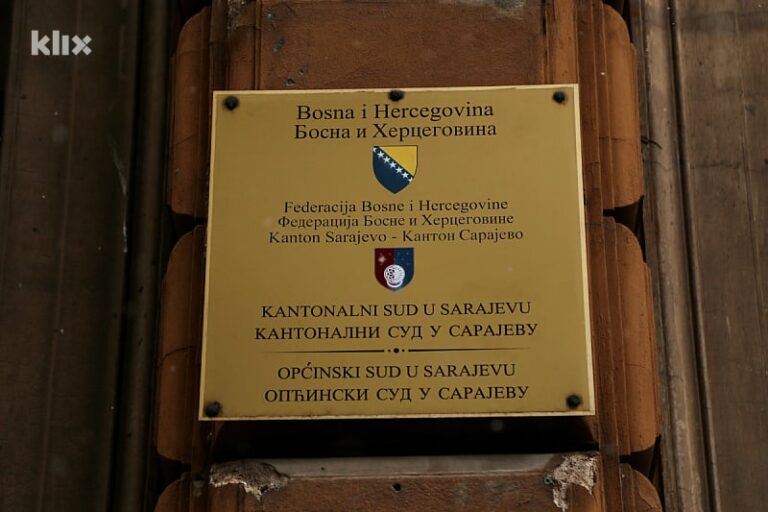 klix
Bosna i Hercegovina
Босна и Херцеговина
Federacija Bosne i Hercegovine
Федерација Босне и Херцеговине
Kanton Sarajevo - Кантон Сарајево
KANTONALNI SUD U SARAJEVU
КАНТОНАЛНИ СУД У САРАЈЕВУ
OPĆINSKI SUD U SARAJEVU
ОПЋИНСКИ СУД У САРАЈЕВУ